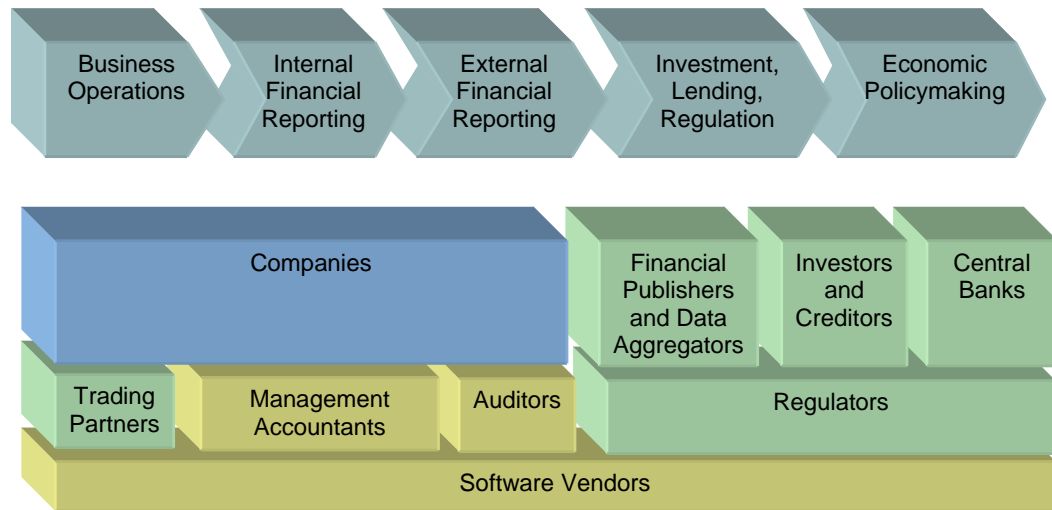 Business
Operations
Internal
Financial
Reporting
External
Financial
Reporting
Investment,
Lending,
Regulation
Economic
Policymaking
Companies
Financial
Publishers
and Data
Aggregators
Investors
and
Creditors
Central
Banks
Trading
Partners
Management
Accountants
Auditors
Regulators
Software Vendors